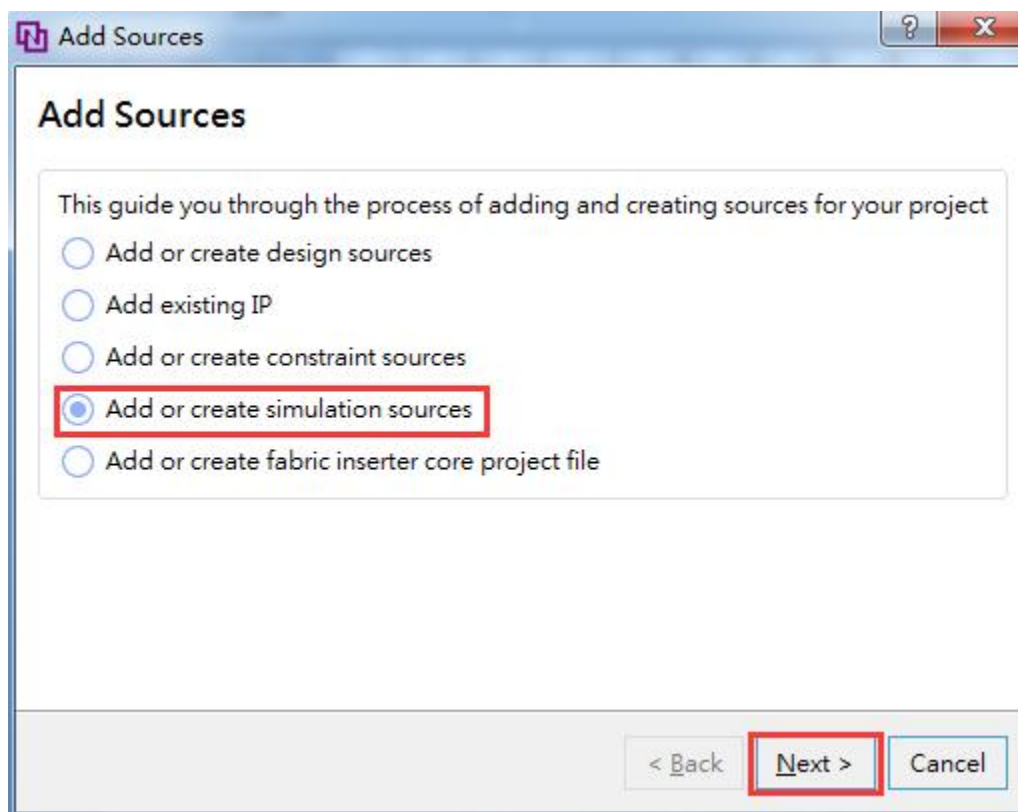 Add Sources
Add Sources
This guide you through the process of adding and creating sources for your project
Add or create design sources
Add existing IP
Add or create constraint sources
Add or create simulation sources
Add or create fabric inserter core project file
< Back Next > Cancel